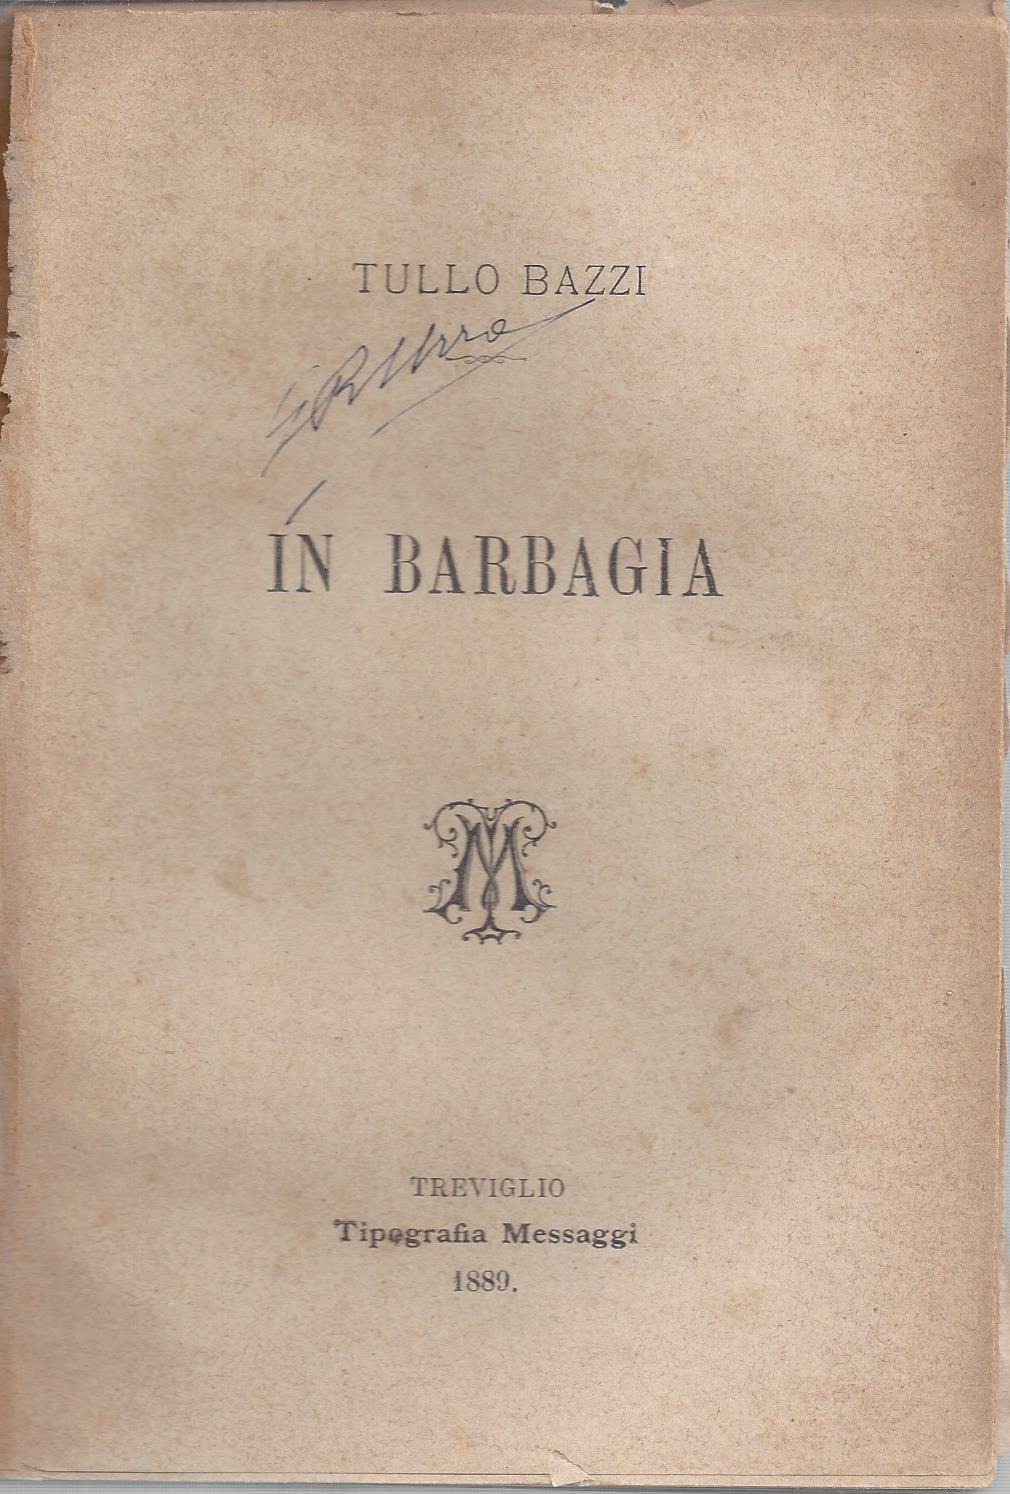 TULLO BAZZI
IN BARBAGIA
TREVIGLIO
Tipografia Messaggi
1889.